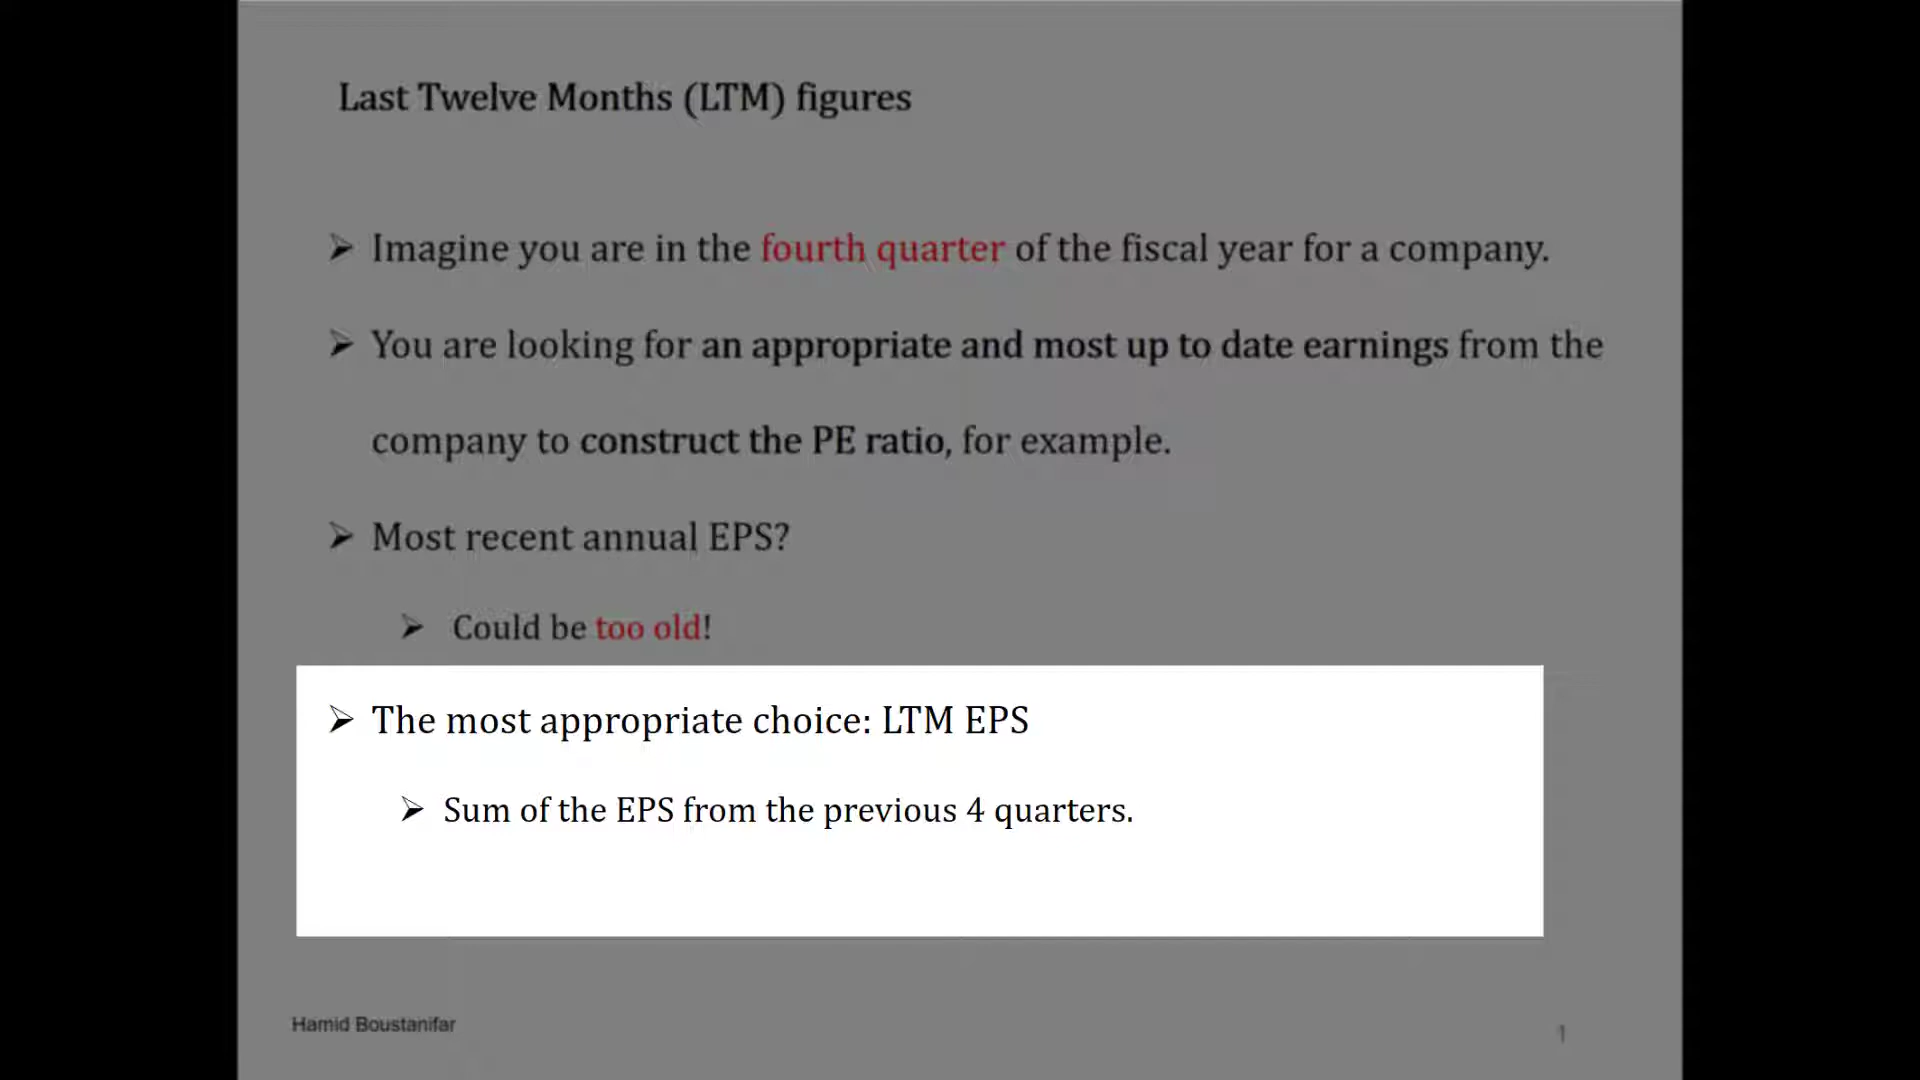 Last Twelve Months (LTM) figures
➢ Imagine you are in the fourth quarter of the fiscal year for a company.
➢ You are looking for an appropriate and most up to date earnings from the
company to construct the PE ratio, for example.
➢ Most recent annual EPS?
➢ Could be too old!
➢ The most appropriate choice: LTM EPS
➢ Sum of the EPS from the previous 4 quarters.
Hamid Boustanifar
1